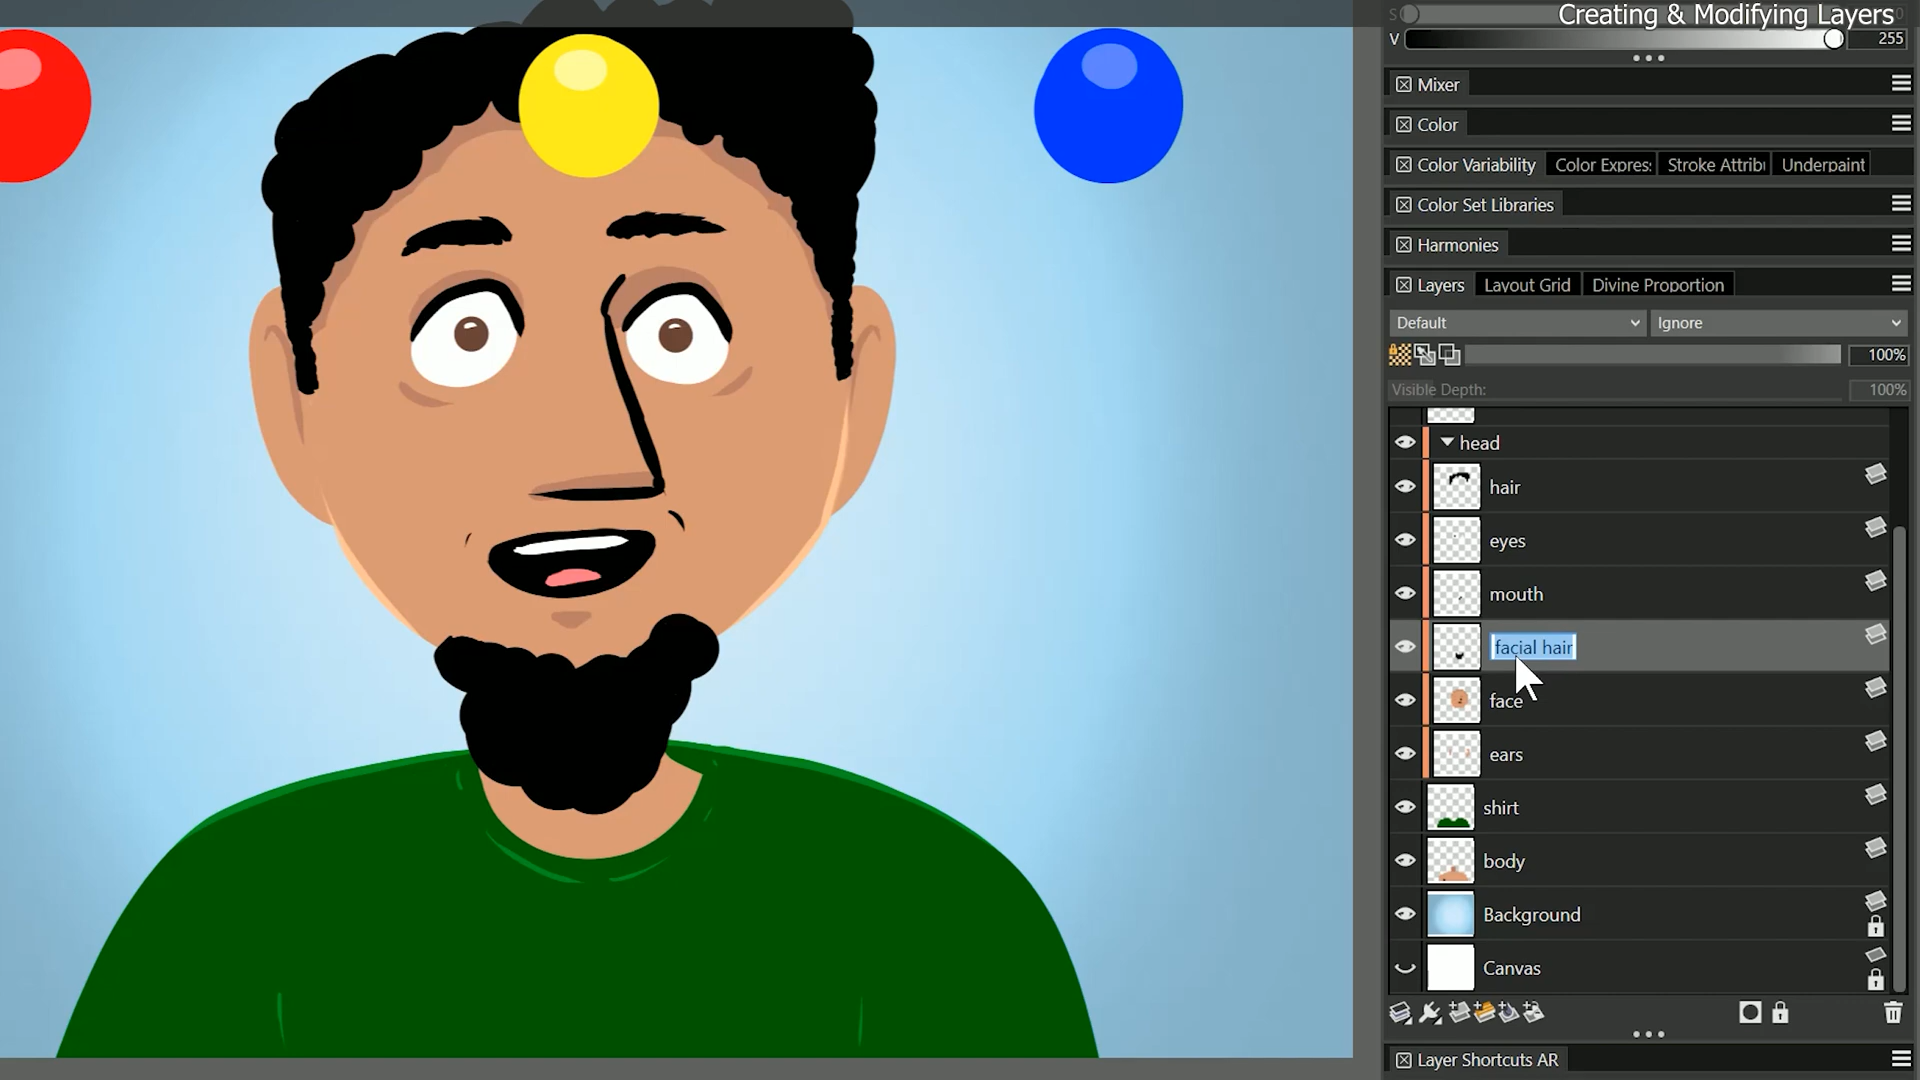 Creating & Modifying Layers
S
V 255
Mixer
Color
Color Variability Color Expres: Stroke Attrib Underpaint
Color Set Libraries
Harmonies
Layers Layout Grid Divine Proportion
Default Ignore
100%
Visible Depth: 100%
head
hair
eyes
mouth
facial hair
face
ears
shirt
body
Background
Canvas
Layer Shortcuts AR